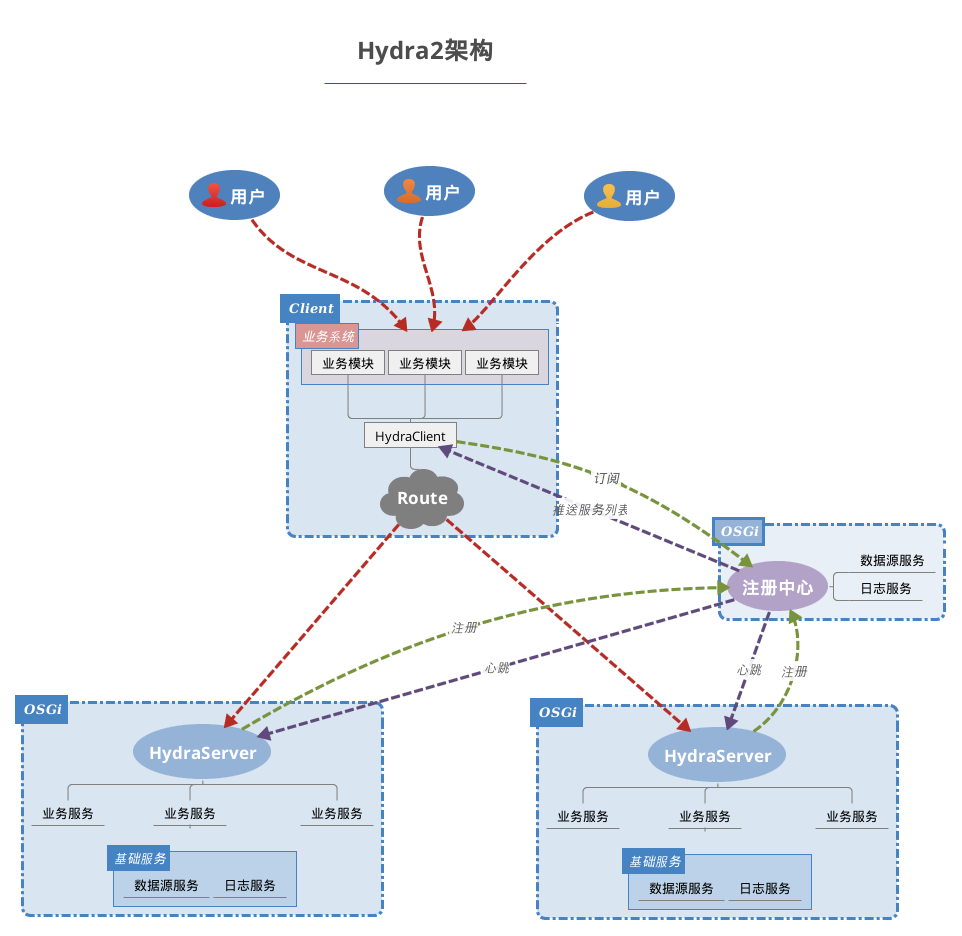 Hydra2架构
用户
用户
用户
Client
业务系统
业务模块
业务模块
业务模块
HydraClient
Route
订阅
推送服务列表
OSGi
注册中心
数据源服务
日志服务
注册
心跳
心跳
注册
OSGi
HydraServer
业务服务
业务服务
业务服务
基础服务
数据源服务
日志服务
OSGi
HydraServer
业务服务
业务服务
业务服务
基础服务
数据源服务
日志服务